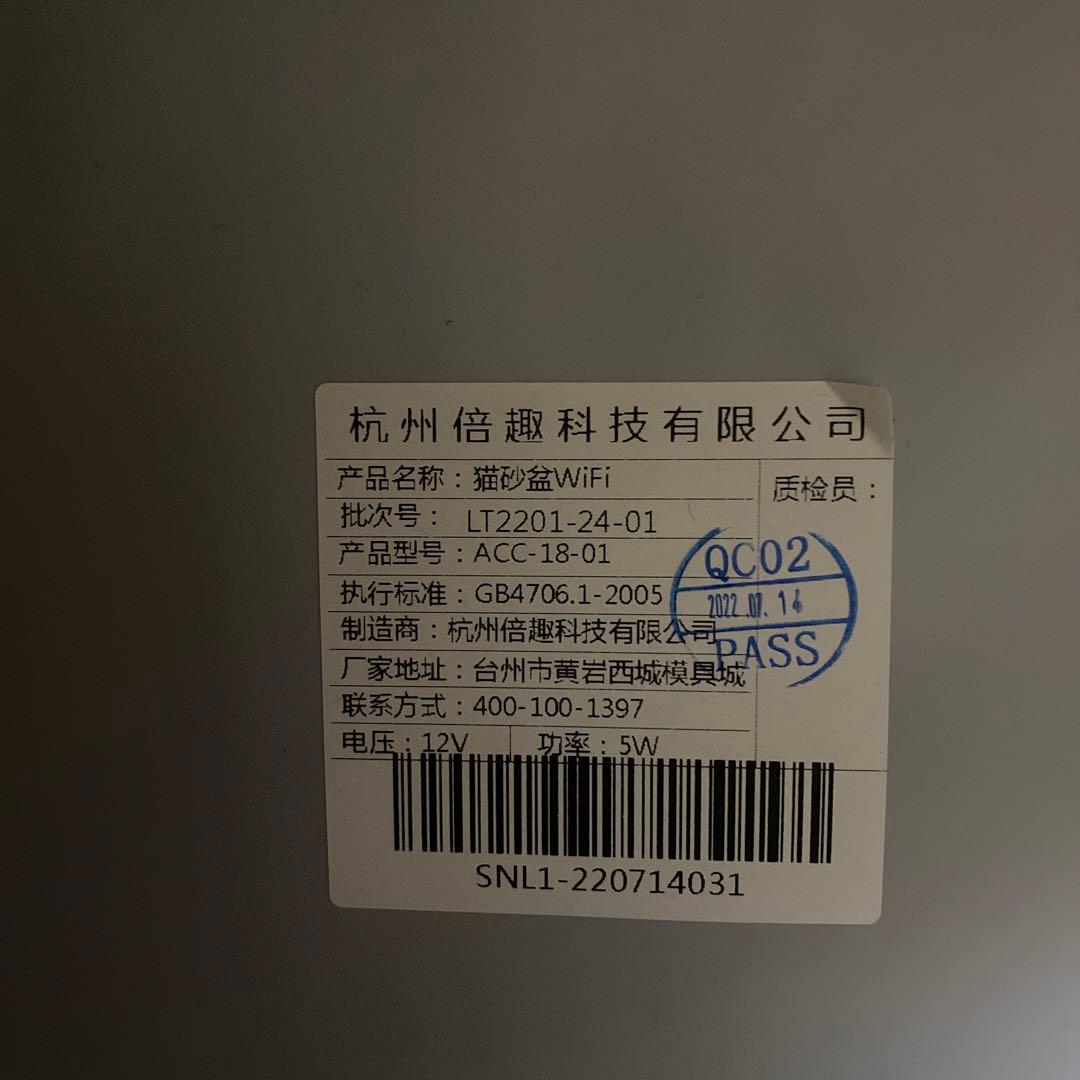 杭州倍趣科技有限公司
产品名称：猫砂盆WiFi
质检员：
批次号： LT2201-24-01
产品型号：ACC-18-01
QC02
执行标准：GB4706.1-2005
2022.07.14
制造商：杭州倍趣科技有限公司
PASS
厂家地址：台州市黄岩西城模具城
联系方式：400-100-1397
电压：12V 功率：5W
SNL1-220714031